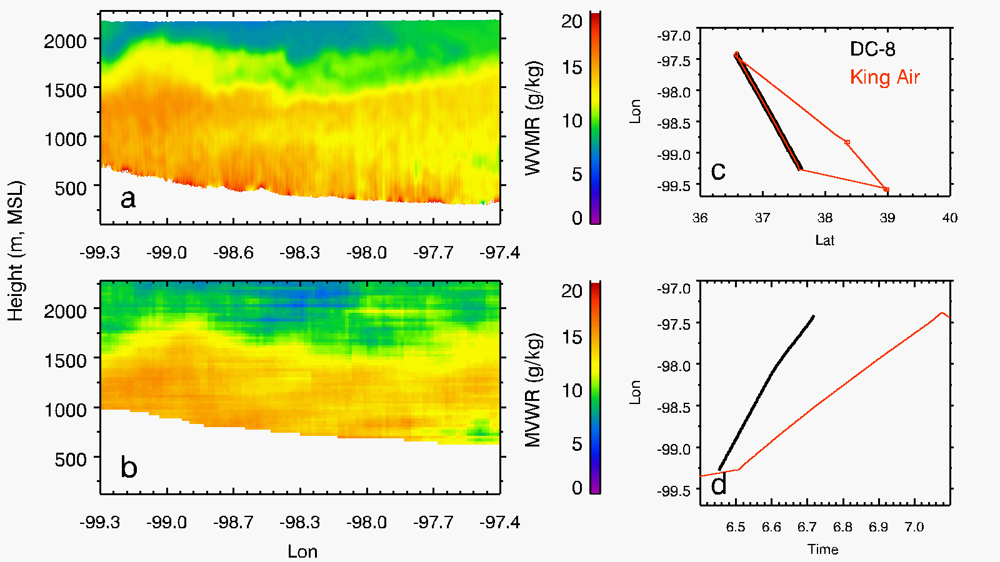 Height (m, MSL)
2000
1500
1000
500
a
-99.3 -99.0 -98.6 -98.3 -98.0 -97.7 -97.4
WVMR (g/kg)
20
15
10
5
0
2000
1500
1000
500
b
-99.3 -99.0 -98.7 -98.3 -98.0 -97.7 -97.4
Lon
MVWR (g/kg)
20
15
10
5
0
Lon
-97.0
-97.5
-98.0
-98.5
-99.0
-99.5
DC-8
King Air
c
36 37 38 39 40
Lat
Lon
-97.0
-97.5
-98.0
-98.5
-99.0
-99.5
d
6.5 6.6 6.7 6.8 6.9 7.0
Time